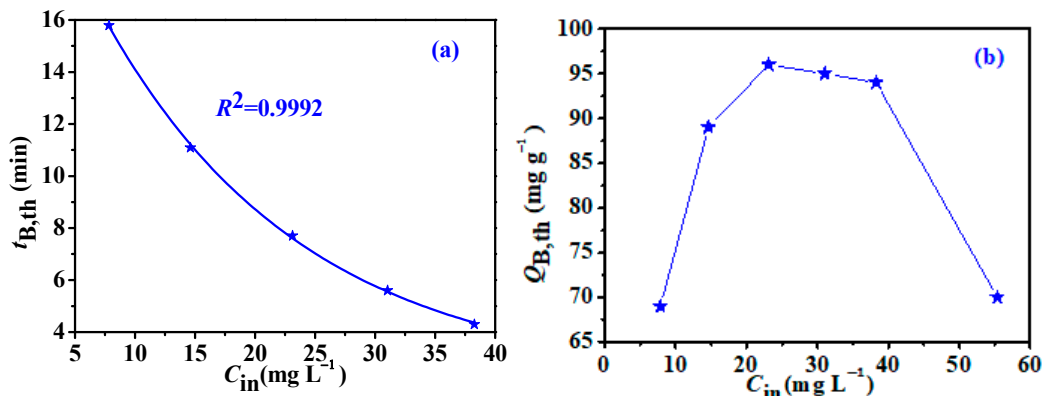 (a)
R²=0.9992
t_B,th (min)
16
14
12
10
8
6
4
5 10 15 20 25 30 35 40
C_in(mg L⁻¹)
(b)
Q_B,th (mg g⁻¹)
100
95
90
85
80
75
70
65
0 10 20 30 40 50 60
C_in(mg L⁻¹)